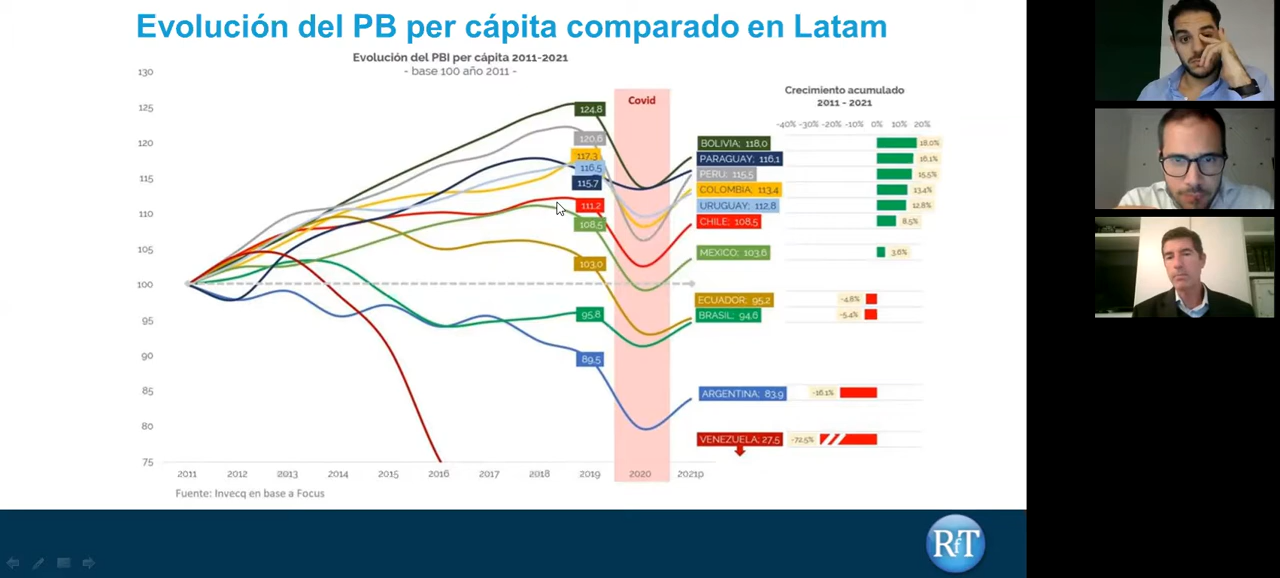 Evolución del PB per cápita comparado en Latam
Evolución del PBI per cápita 2011-2021
- base 100 año 2011 -
130
125
120
115
110
105
100
95
90
85
80
75
2011
2012
2013
2014
2015
2016
2017
2018
2019
2020
2021p
Covid
124,8
120,6
117,3
116,5
115,7
111,2
108,5
103,0
95,8
89,5
BOLIVIA; 118,0
PARAGUAY; 116,1
PERU; 115,5
COLOMBIA; 113,4
URUGUAY; 112,8
CHILE; 108,5
MEXICO; 103,6
ECUADOR; 95,2
BRASIL; 94,6
ARGENTINA; 83,9
VENEZUELA; 27,5
Crecimiento acumulado
2011 - 2021
-40% -30% -20% -10% 0% 10% 20%
18,0%
16,1%
15,5%
13,4%
12,8%
8,5%
3,6%
-4,8%
-5,4%
-16,1%
-72,5%
Fuente: Invecq en base a Focus
RfT